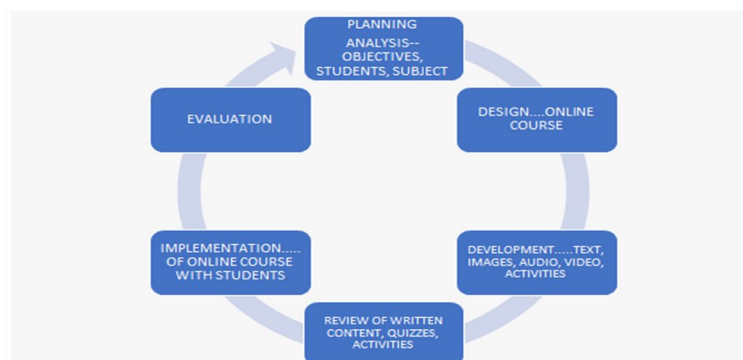 PLANNING
ANALYSIS--
OBJECTIVES,
STUDENTS, SUBJECT
DESIGN....ONLINE
COURSE
DEVELOPMENT.....TEXT,
IMAGES, AUDIO, VIDEO,
ACTIVITIES
REVIEW OF WRITTEN
CONTENT, QUIZZES,
ACTIVITIES
IMPLEMENTATION.....
OF ONLINE COURSE
WITH STUDENTS
EVALUATION